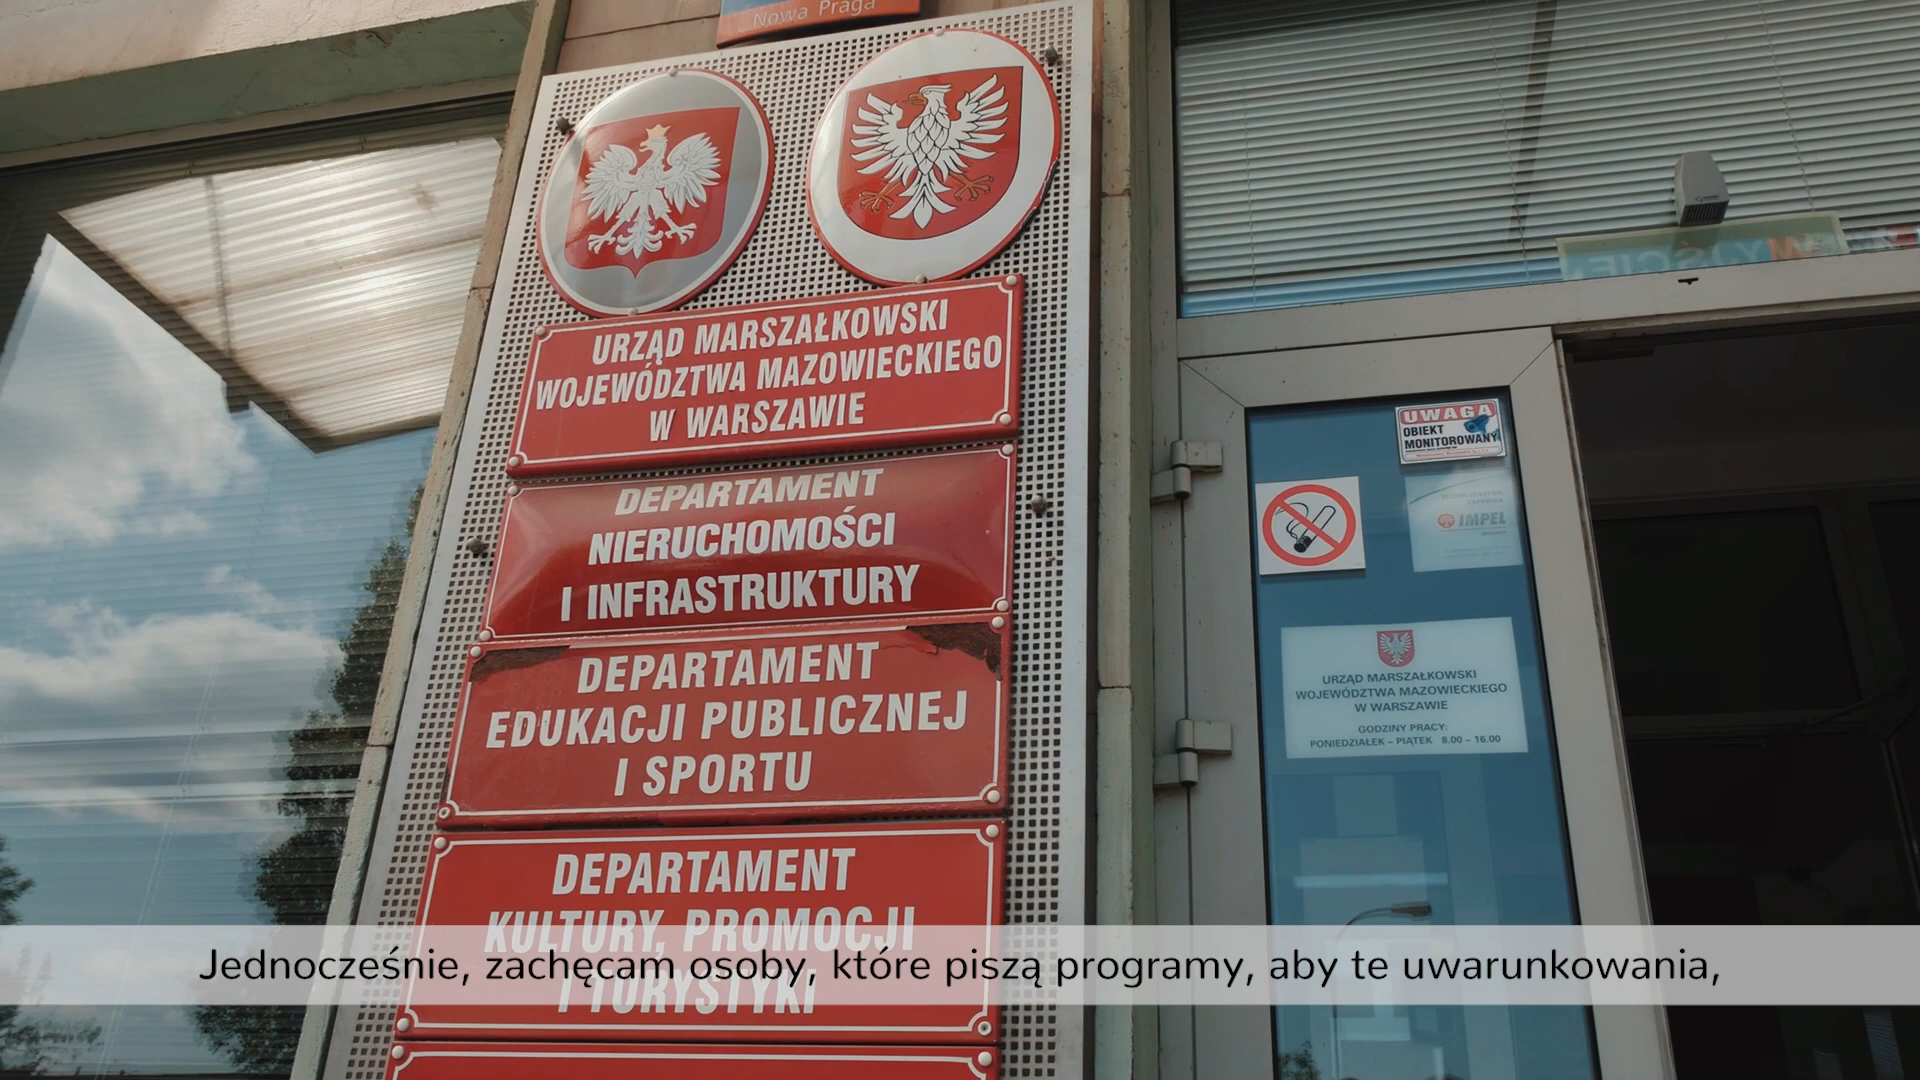 Nowa Praga
URZĄD MARSZAŁKOWSKI
WOJEWÓDZTWA MAZOWIECKIEGO
W WARSZAWIE
DEPARTAMENT
NIERUCHOMOŚCI
I INFRASTRUKTURY
DEPARTAMENT
EDUKACJI PUBLICZNEJ
I SPORTU
DEPARTAMENT
KULTURY, PROMOCJI
I TURYSTYKI
UWAGA
OBIEKT
MONITOROWANY
IMPEL
URZĄD MARSZAŁKOWSKI
WOJEWÓDZTWA MAZOWIECKIEGO
W WARSZAWIE
GODZINY PRACY:
PONIEDZIAŁEK – PIĄTEK 8.00 – 16.00
Jednocześnie, zachęcam osoby, które piszą programy, aby te uwarunkowania,